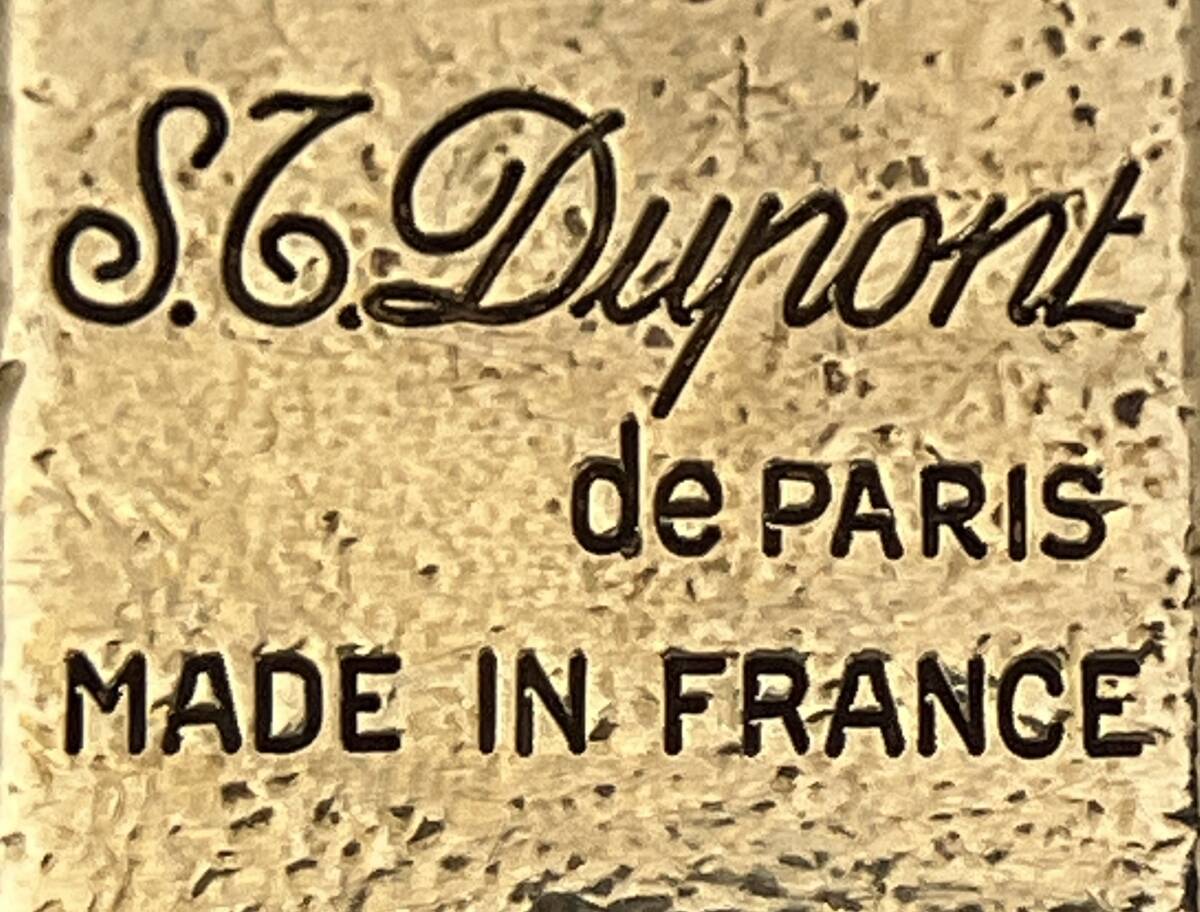 S.T. Dupont
de PARIS
MADE IN FRANCE